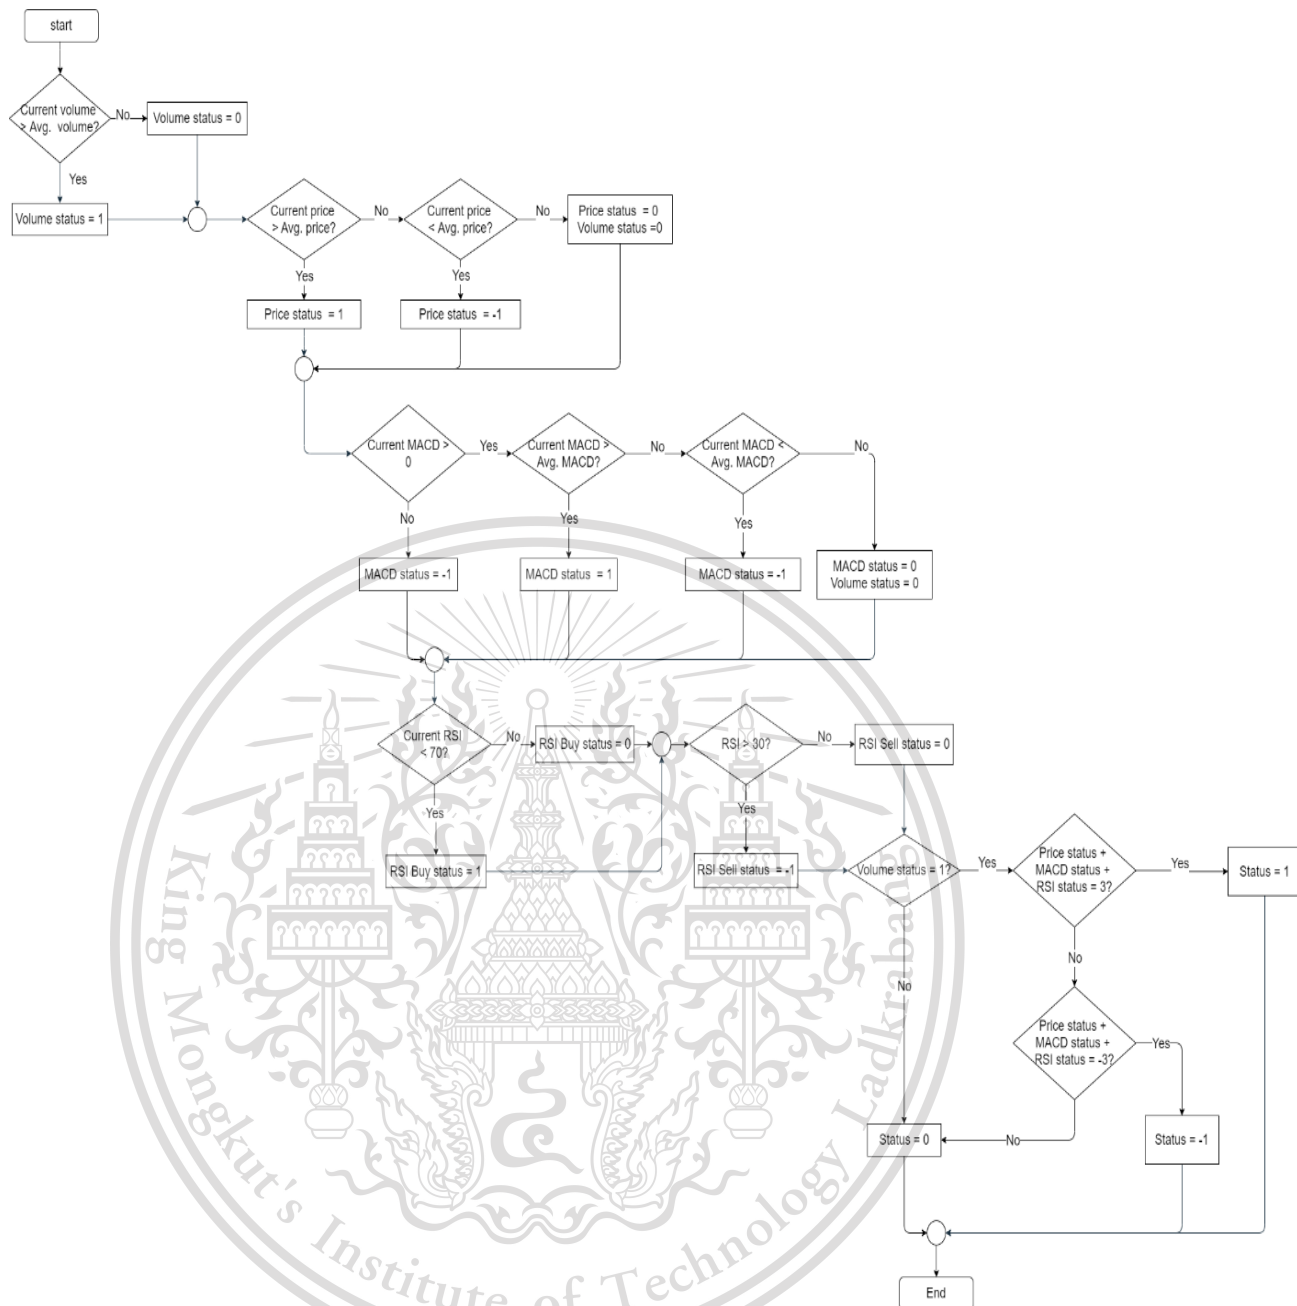 start
Current volume
> Avg. volume?
No
Volume status = 0
Yes
Volume status = 1
Current price
> Avg. price?
No
Current price
< Avg. price?
No
Price status = 0
Volume status =0
Yes
Yes
Price status = 1
Price status = -1
Current MACD >
0
Yes
Current MACD >
Avg. MACD?
No
Current MACD <
Avg. MACD?
No
No
Yes
Yes
MACD status = -1
MACD status = 1
MACD status = -1
MACD status = 0
Volume status = 0
Current RSI
< 70?
No
RSI Buy status = 0
RSI > 30?
No
RSI Sell status = 0
Yes
Yes
RSI Buy status = 1
RSI Sell status = -1
Volume status = 1?
Yes
Price status +
MACD status +
RSI status = 3?
Yes
Status = 1
No
No
Price status +
MACD status +
RSI status = -3?
Yes
Status = 0
No
Status = -1
End
King Mongkut's Institute of Technology Ladkrabang